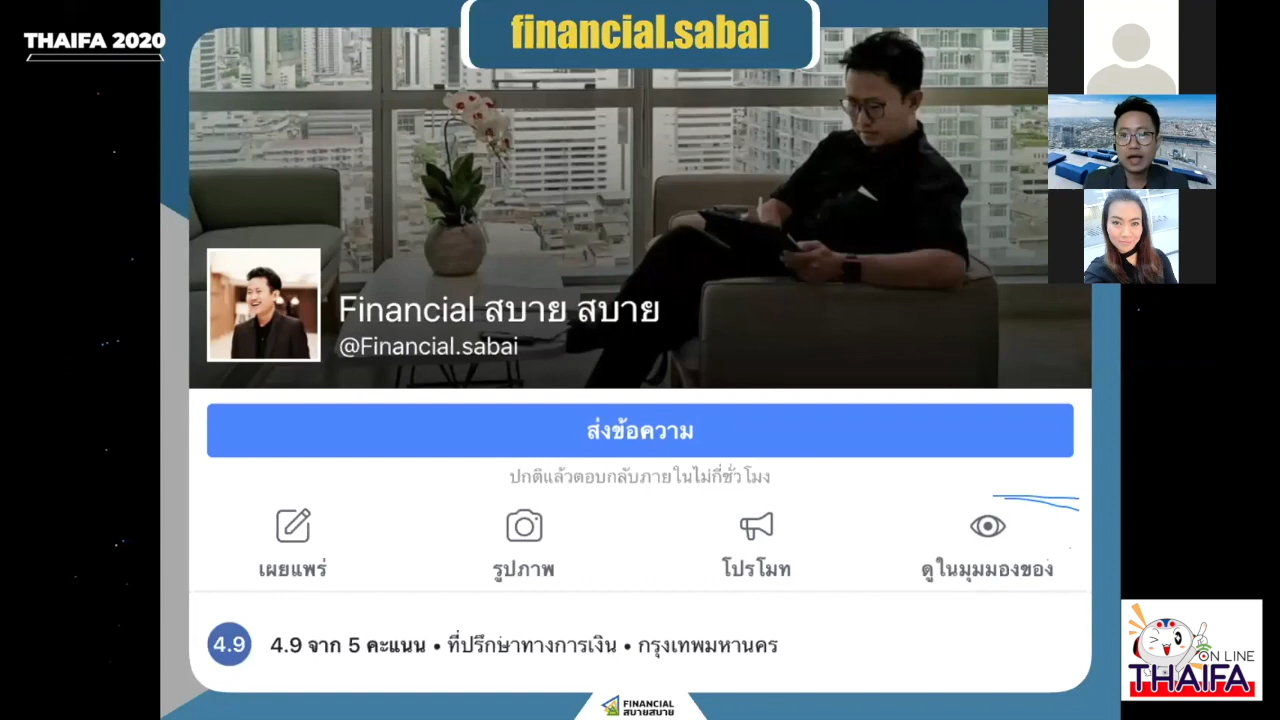 THAIFA 2020
financial.sabai
Financial สบาย สบาย
@Financial.sabai
ส่งข้อความ
ปกติแล้วตอบกลับภายในไม่กี่ชั่วโมง
เผยแพร่
รูปภาพ
โปรโมท
ดูในมุมมองของ
4.9
4.9 จาก 5 คะแนน • ที่ปรึกษาทางการเงิน • กรุงเทพมหานคร
ON LINE
THAIFA
FINANCIAL
สบายสบาย